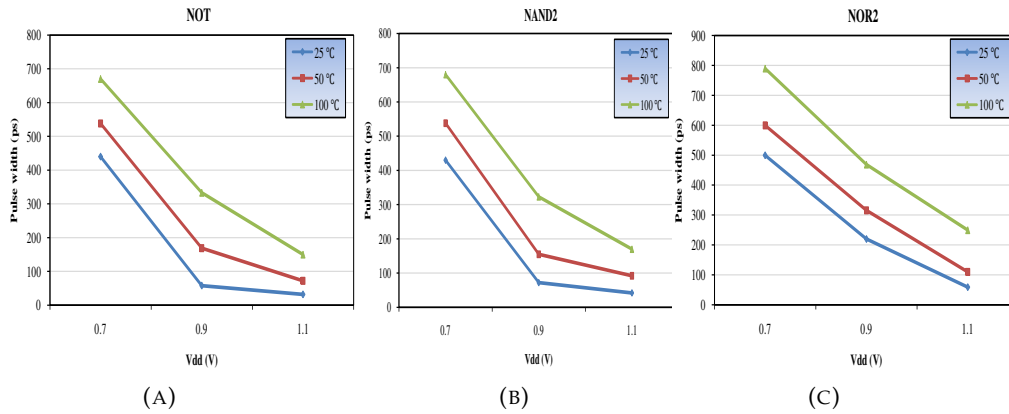 NOT
800
700
600
500
400
300
200
100
0
Pulse width (ps)
0.7 0.9 1.1
Vdd (V)
25 °C
50 °C
100 °C
(A)
NAND2
800
700
600
500
400
300
200
100
0
Pulse width (ps)
0.7 0.9 1.1
Vdd (V)
25 °C
50 °C
100 °C
(B)
NOR2
900
800
700
600
500
400
300
200
100
0
Pulse width (ps)
0.7 0.9 1.1
Vdd (V)
25 °C
50 °C
100 °C
(C)